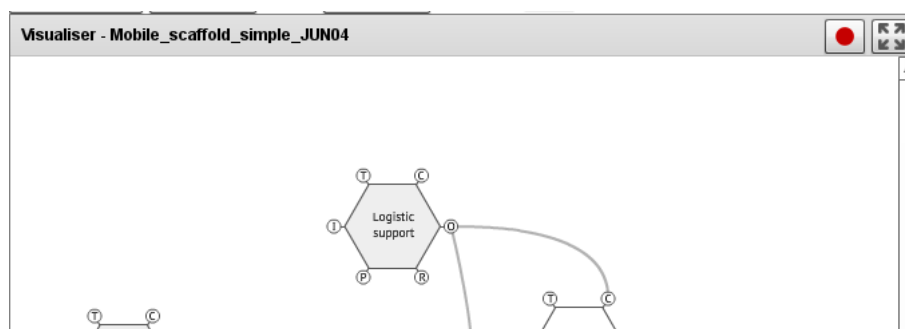 Visualiser - Mobile_scaffold_simple_JUN04
T C
Logistic
support
I O
P R
T C
T C